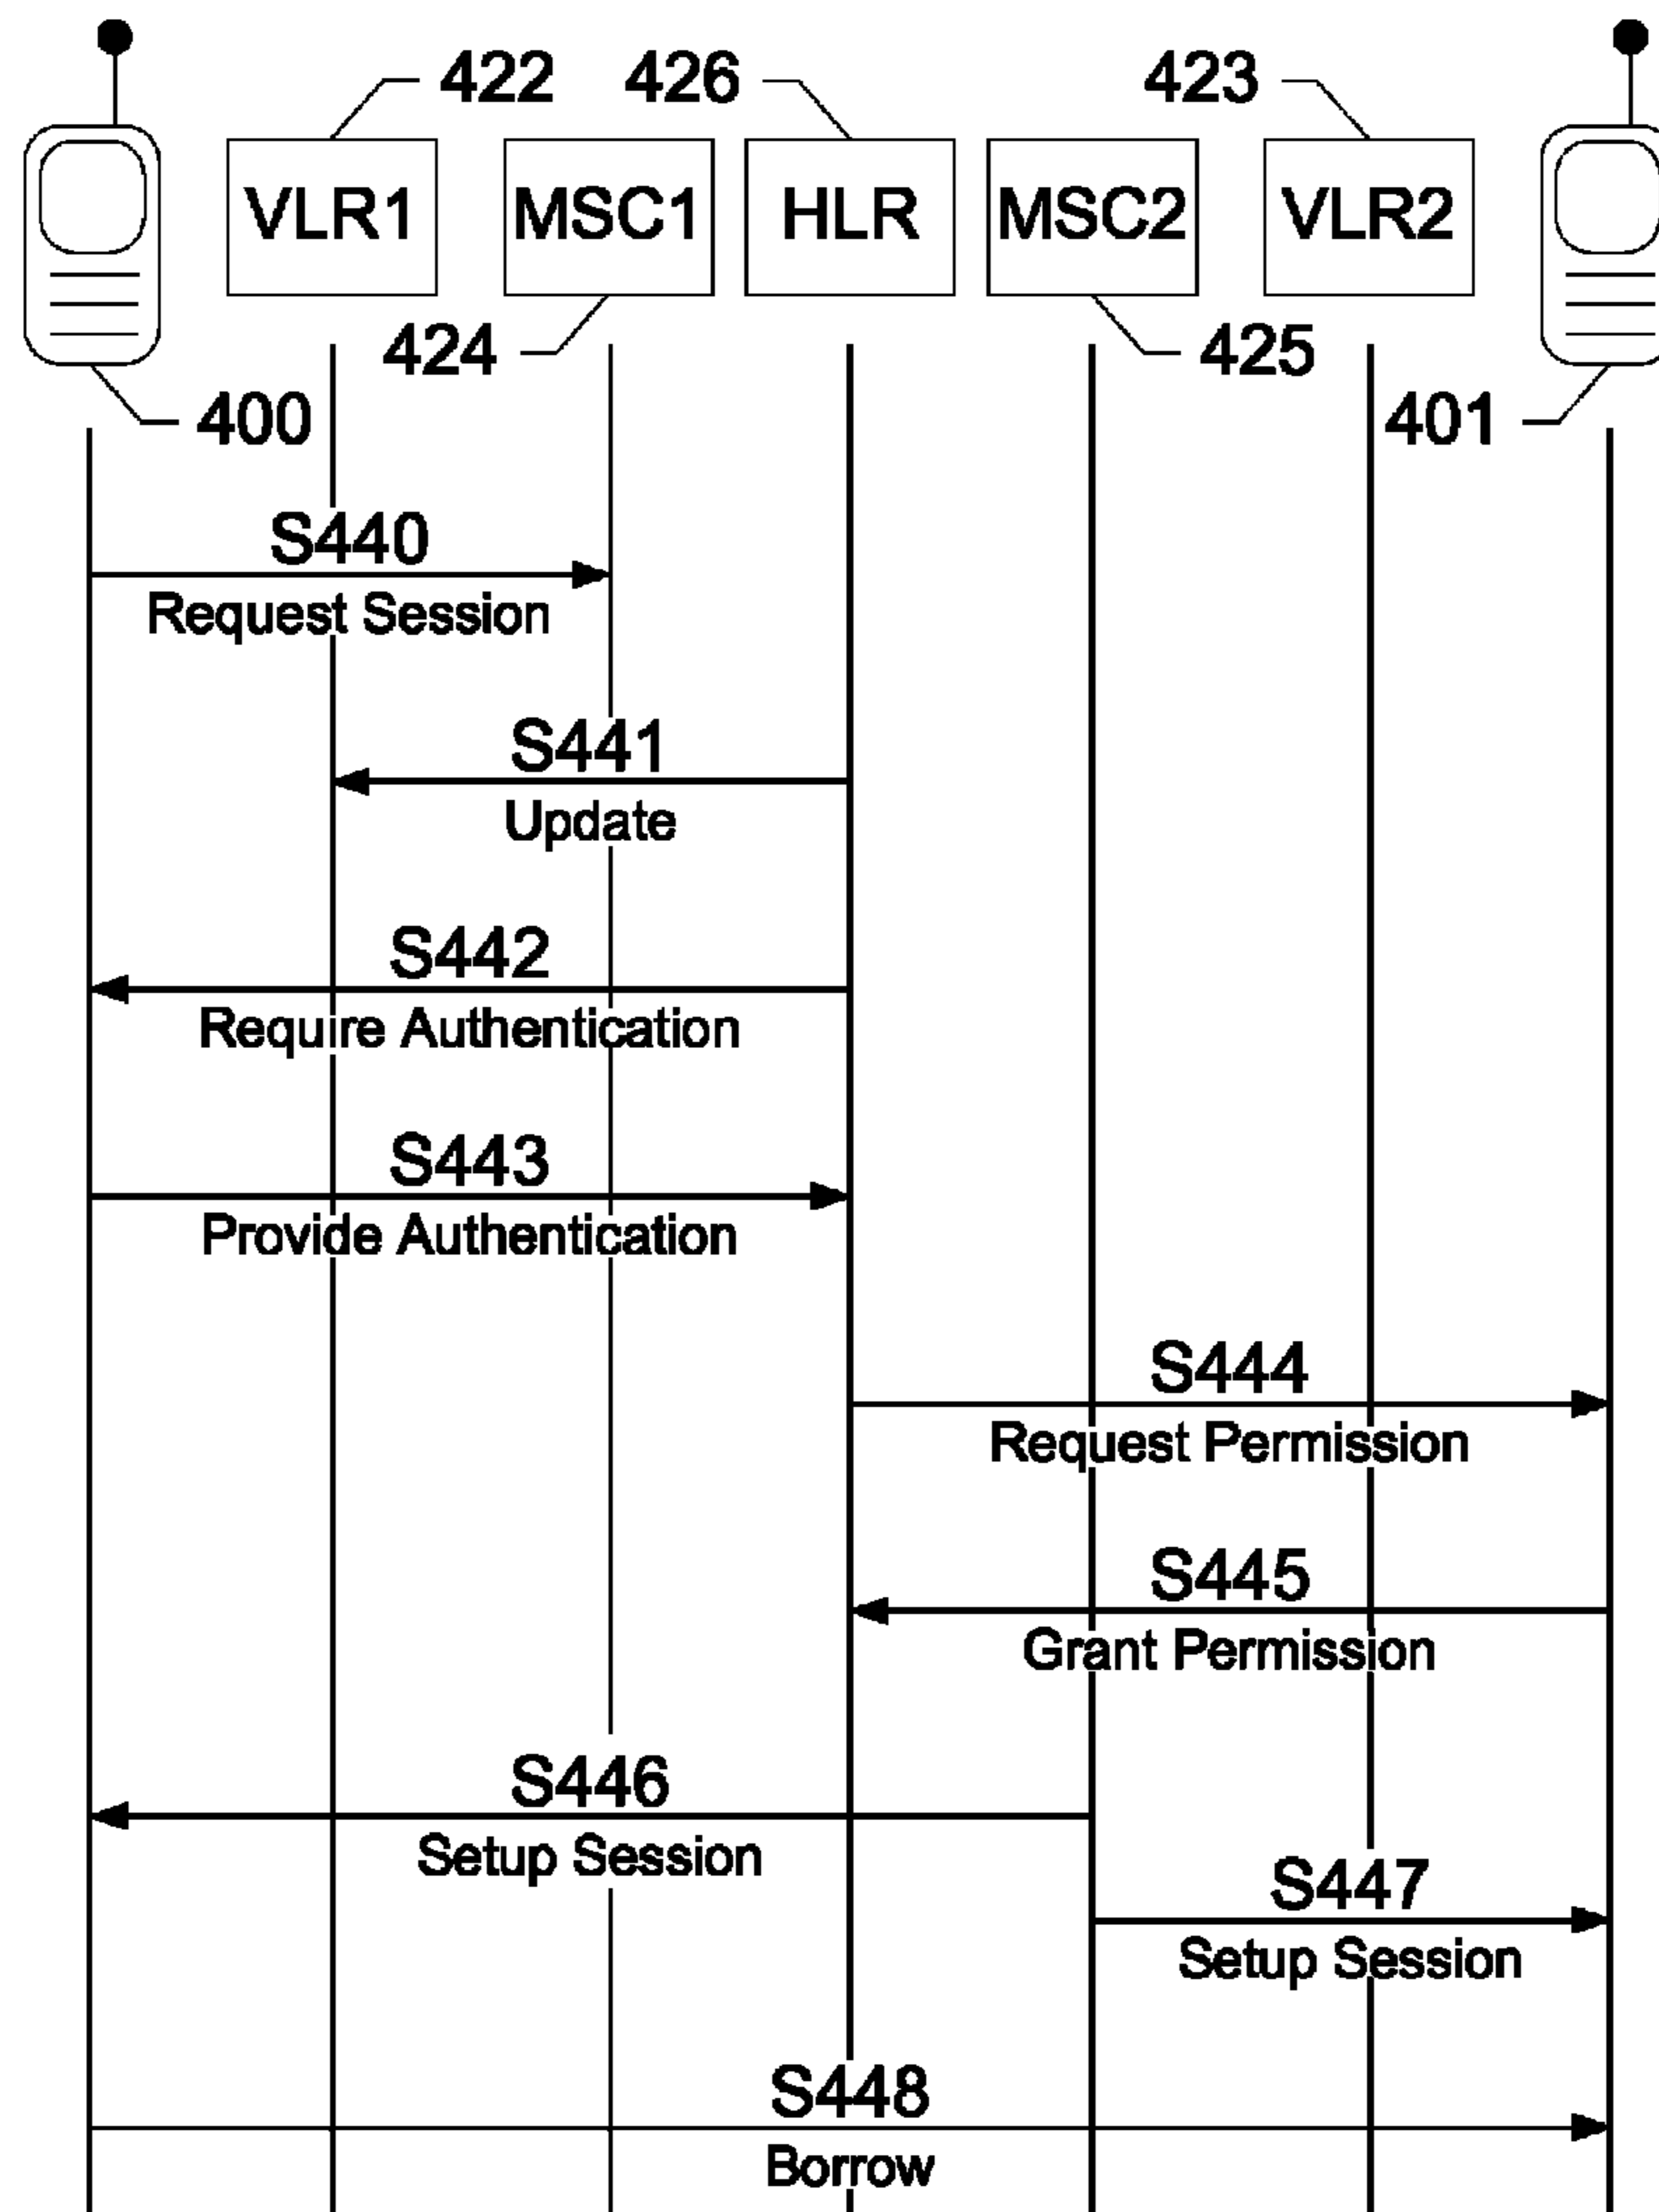 422 426 423
VLR1 MSC1 HLR MSC2 VLR2
424 425
400 401
S440
Request Session
S441
Update
S442
Require Authentication
S443
Provide Authentication
S444
Request Permission
S445
Grant Permission
S446
Setup Session
S447
Setup Session
S448
Borrow